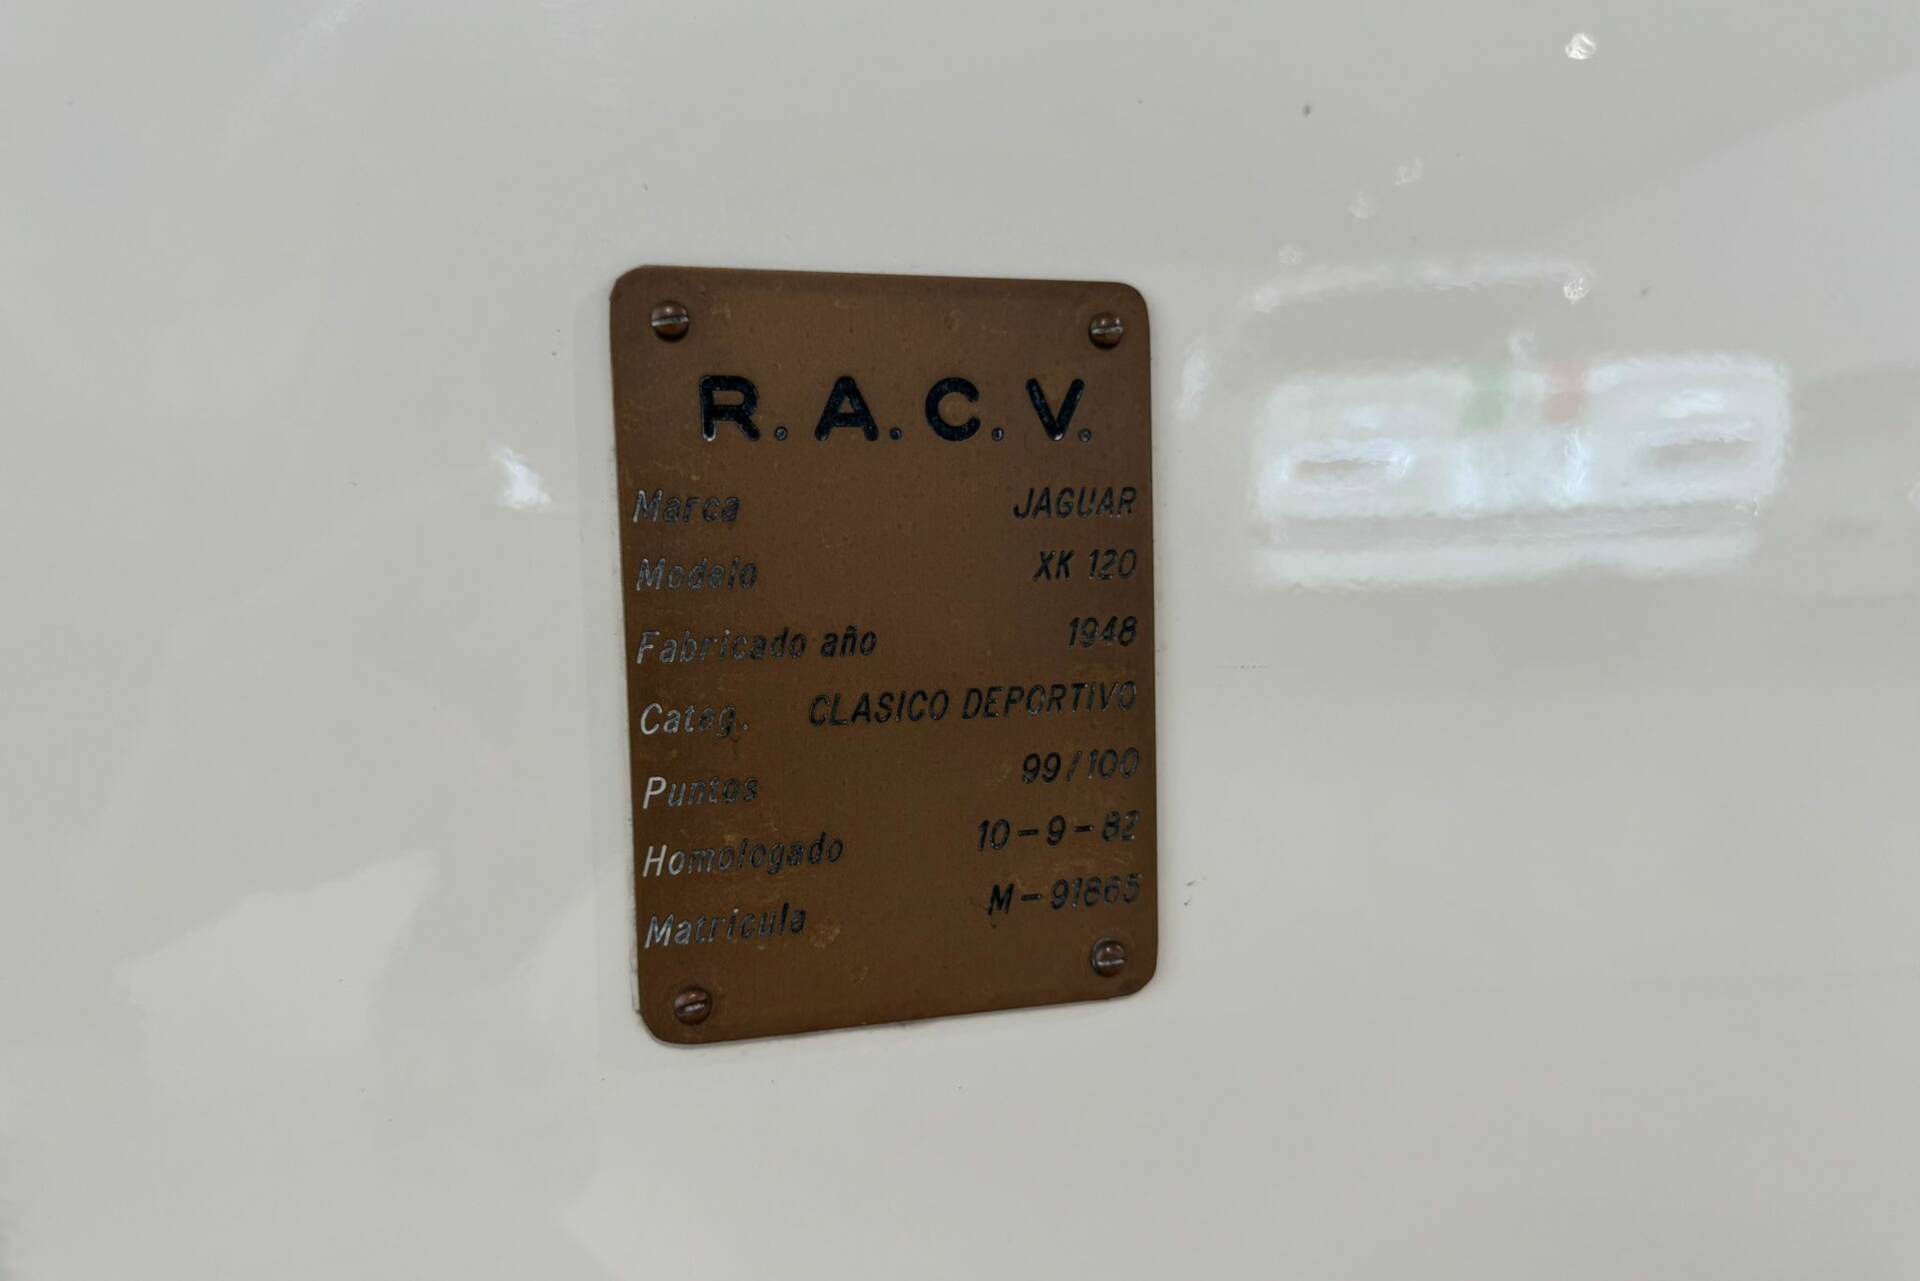 R.A.C.V.
Marca JAGUAR
Modelo XK 120
Fabricado año 1948
Categ. CLASICO DEPORTIVO
Puntos 99/100
Homologado 10-9-82
Matricula M-91865